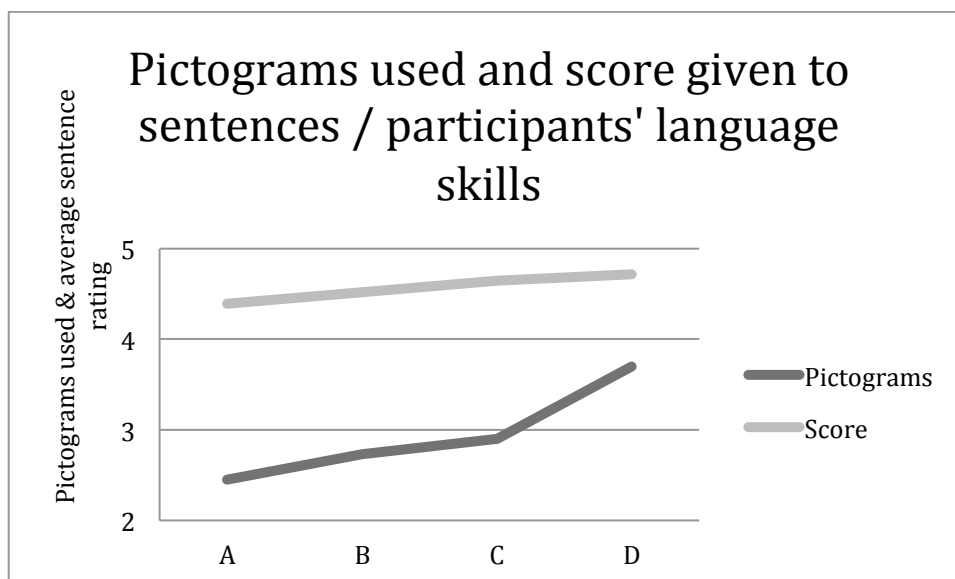 Pictograms used and score given to
sentences / participants' language
skills
Pictograms used & average sentence
rating
5
4
3
2
A B C D
Pictograms
Score